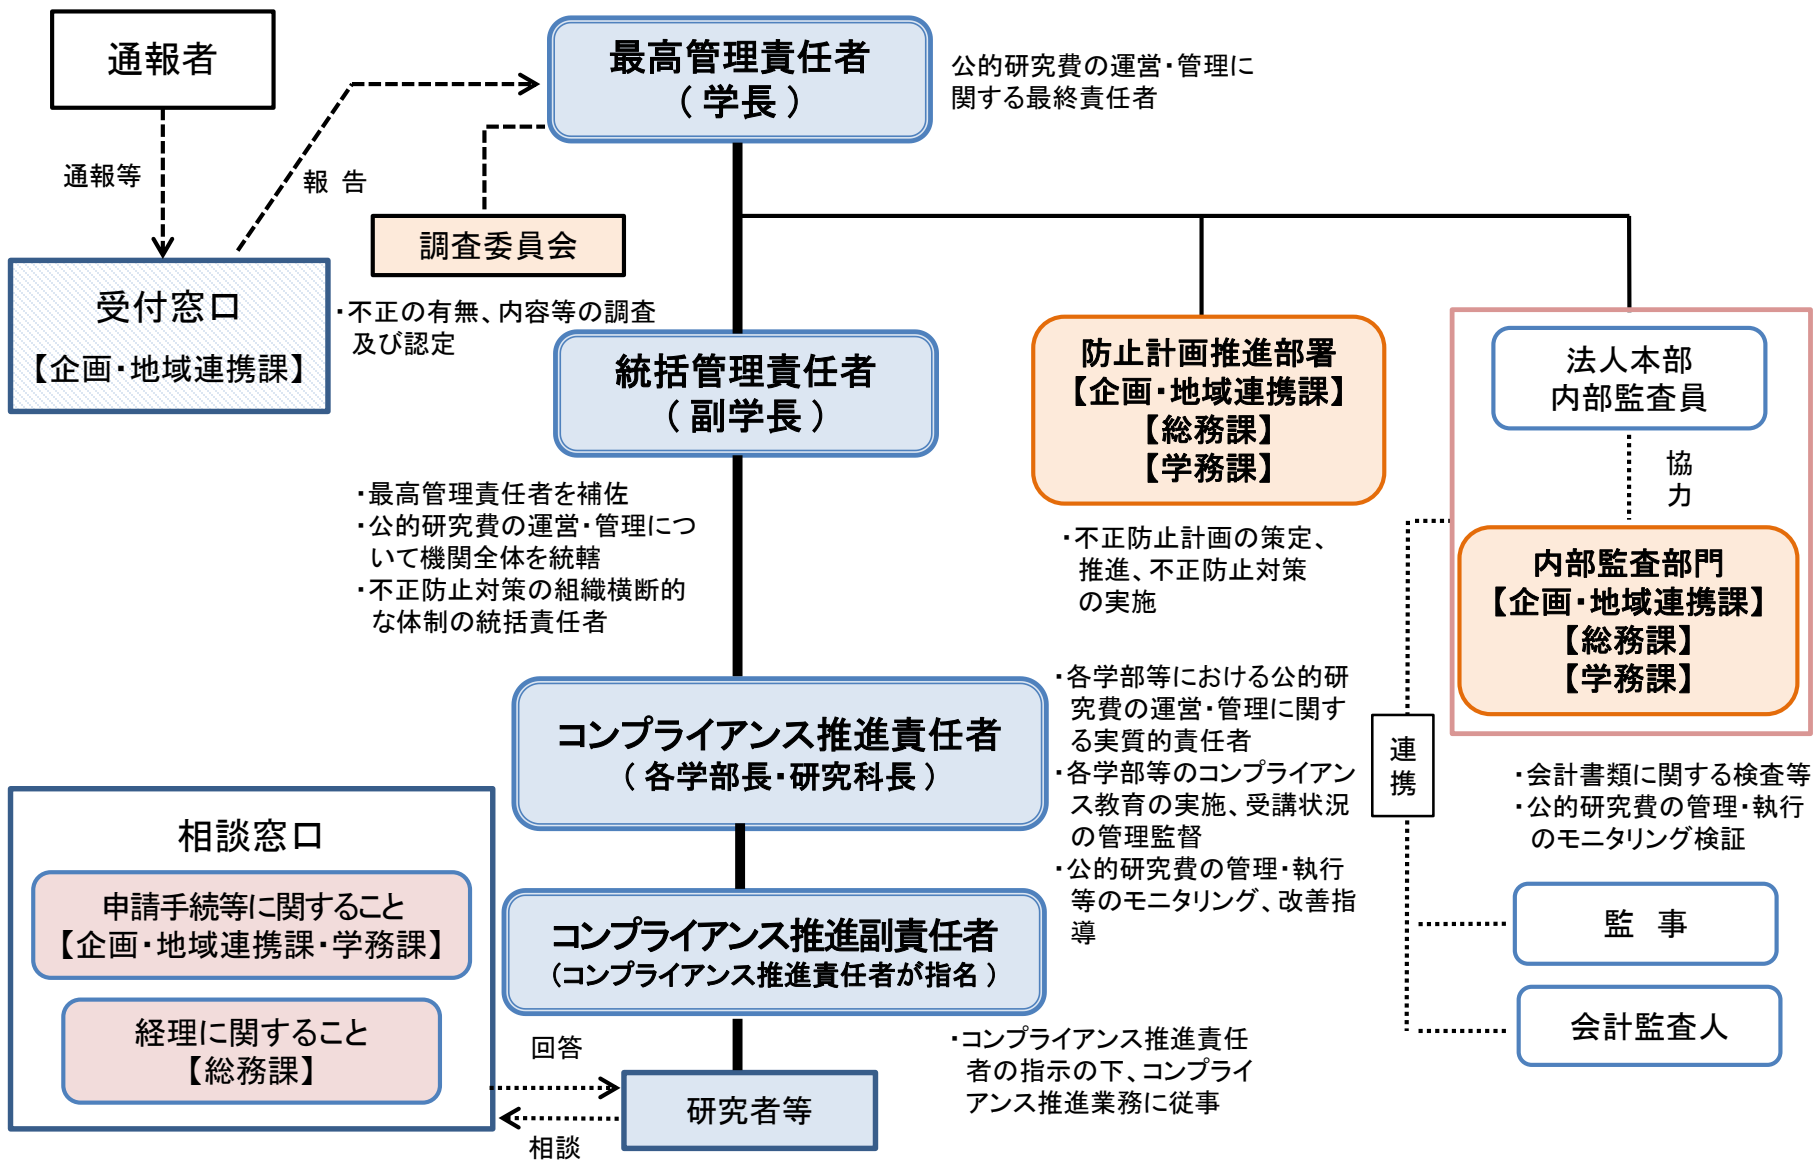 通報者
最高管理責任者
（ 学長 ）
公的研究費の運営・管理に
関する最終責任者
通報等
報 告
調査委員会
受付窓口
【企画・地域連携課】
・不正の有無、内容等の調査
及び認定
統括管理責任者
（ 副学長 ）
防止計画推進部署
【企画・地域連携課】
【総務課】
【学務課】
法人本部
内部監査員
協
力
・最高管理責任者を補佐
・公的研究費の運営・管理につ
いて機関全体を統轄
・不正防止対策の組織横断的
な体制の統括責任者
・不正防止計画の策定、
推進、不正防止対策
の実施
内部監査部門
【企画・地域連携課】
【総務課】
【学務課】
コンプライアンス推進責任者
（ 各学部長・研究科長 ）
・各学部等における公的研
究費の運営・管理に関す
る実質的責任者
・各学部等のコンプライアン
ス教育の実施、受講状況
の管理監督
・公的研究費の管理・執行
等のモニタリング、改善指
導
連
携
・会計書類に関する検査等
・公的研究費の管理・執行
のモニタリング検証
相談窓口
申請手続等に関すること
【企画・地域連携課・学務課】
経理に関すること
【総務課】
コンプライアンス推進副責任者
（コンプライアンス推進責任者が指名 ）
監 事
会計監査人
回答
・コンプライアンス推進責任
者の指示の下、コンプライ
アンス推進業務に従事
研究者等
相談